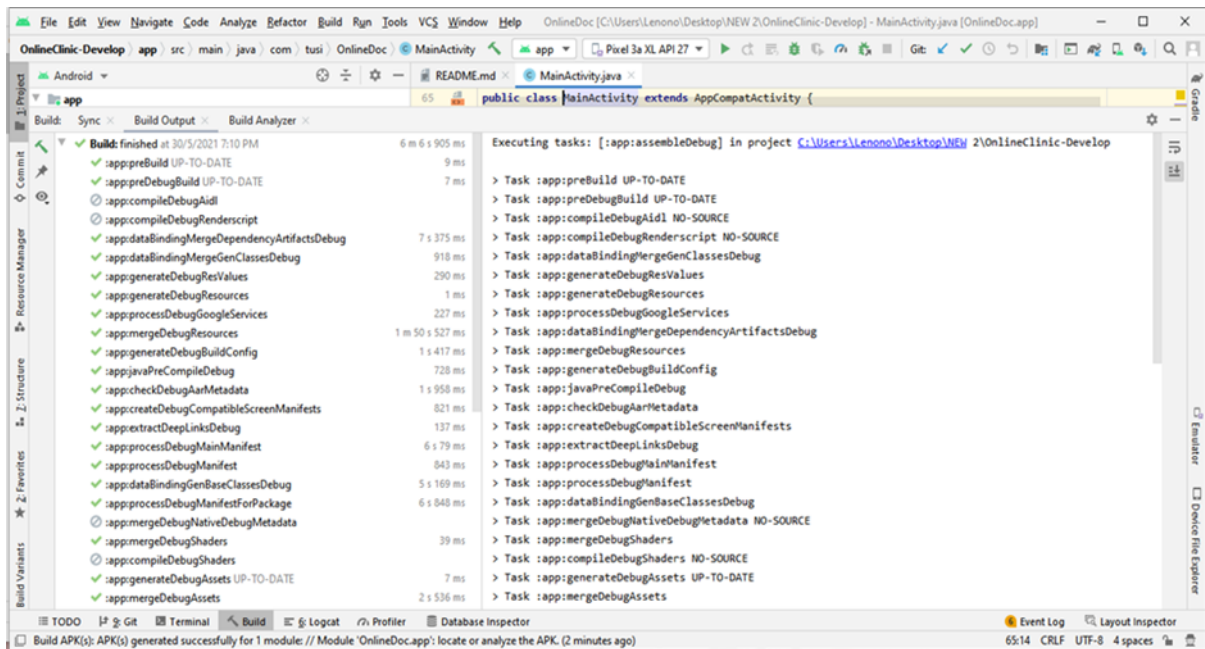 File Edit View Navigate Code Analyze Refactor Build Run Tools VCS Window Help OnlineDoc [C:\Users\Lenono\Desktop\NEW 2\OnlineClinic-Develop] - MainActivity.java [OnlineDoc.app]
OnlineClinic-Develop app src main java com tusi OnlineDoc MainActivity app Pixel 3a XL API 27 Git:
Android README.md MainActivity.java
app 65 public class MainActivity extends AppCompatActivity {
Build: Sync Build Output Build Analyzer
Build: finished at 30/5/2021 7:10 PM 6 m 6 s 905 ms
:app:preBuild UP-TO-DATE 9 ms
:app:preDebugBuild UP-TO-DATE 7 ms
:app:compileDebugAidl
:app:compileDebugRenderscript
:app:dataBindingMergeDependencyArtifactsDebug 7 s 375 ms
:app:dataBindingMergeGenClassesDebug 918 ms
:app:generateDebugResValues 290 ms
:app:generateDebugResources 1 ms
:app:processDebugGoogleServices 227 ms
:app:mergeDebugResources 1 m 50 s 527 ms
:app:generateDebugBuildConfig 1 s 417 ms
:app:javaPreCompileDebug 728 ms
:app:checkDebugAarMetadata 1 s 958 ms
:app:createDebugCompatibleScreenManifests 821 ms
:app:extractDeepLinksDebug 137 ms
:app:processDebugMainManifest 6 s 79 ms
:app:processDebugManifest 843 ms
:app:dataBindingGenBaseClassesDebug 5 s 169 ms
:app:processDebugManifestForPackage 6 s 848 ms
:app:mergeDebugNativeDebugMetadata
:app:mergeDebugShaders 39 ms
:app:compileDebugShaders
:app:generateDebugAssets UP-TO-DATE 7 ms
:app:mergeDebugAssets 2 s 536 ms
Executing tasks: [:app:assembleDebug] in project C:\Users\Lenono\Desktop\NEW 2\OnlineClinic-Develop
> Task :app:preBuild UP-TO-DATE
> Task :app:preDebugBuild UP-TO-DATE
> Task :app:compileDebugAidl NO-SOURCE
> Task :app:compileDebugRenderscript NO-SOURCE
> Task :app:dataBindingMergeGenClassesDebug
> Task :app:generateDebugResValues
> Task :app:generateDebugResources
> Task :app:processDebugGoogleServices
> Task :app:dataBindingMergeDependencyArtifactsDebug
> Task :app:mergeDebugResources
> Task :app:generateDebugBuildConfig
> Task :app:javaPreCompileDebug
> Task :app:checkDebugAarMetadata
> Task :app:createDebugCompatibleScreenManifests
> Task :app:extractDeepLinksDebug
> Task :app:processDebugMainManifest
> Task :app:processDebugManifest
> Task :app:dataBindingGenBaseClassesDebug
> Task :app:mergeDebugNativeDebugMetadata NO-SOURCE
> Task :app:mergeDebugShaders
> Task :app:compileDebugShaders NO-SOURCE
> Task :app:generateDebugAssets UP-TO-DATE
> Task :app:mergeDebugAssets
1: Project
Commit
Resource Manager
Z: Structure
2: Favorites
Build Variants
Gradle
Emulator
Device File Explorer
TODO 9: Git Terminal Build 6: Logcat Profiler Database Inspector 6 Event Log Layout Inspector
Build APK(s): APK(s) generated successfully for 1 module: // Module 'OnlineDoc.app': locate or analyze the APK. (2 minutes ago) 65:14 CRLF UTF-8 4 spaces